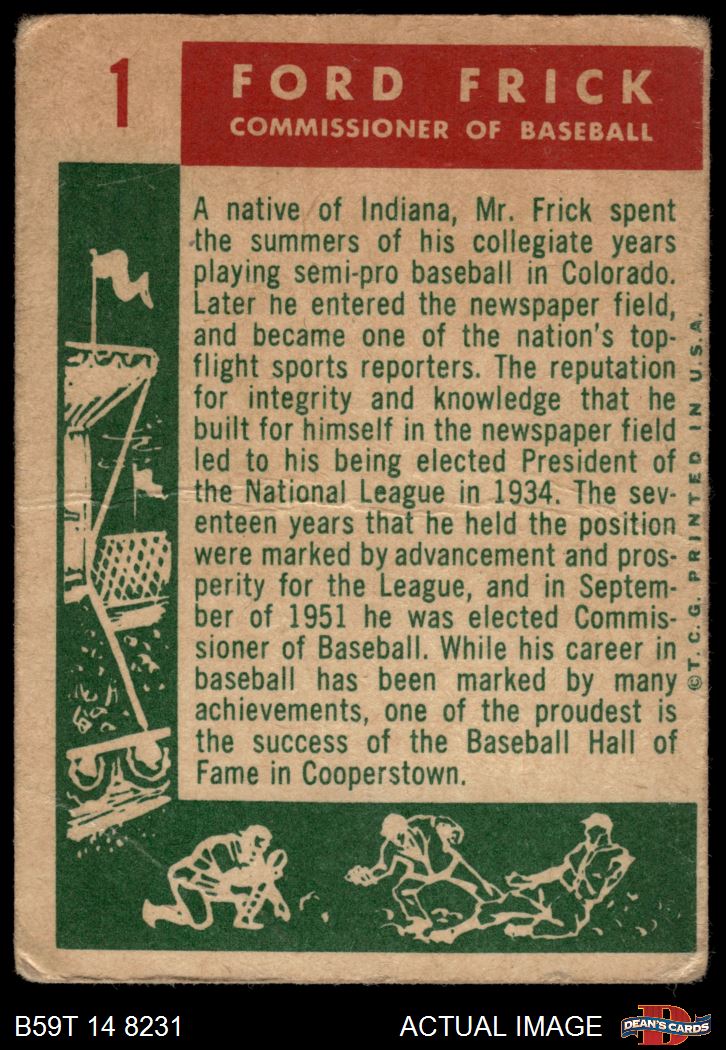 1
FORD FRICK
COMMISSIONER OF BASEBALL
A native of Indiana, Mr. Frick spent
the summers of his collegiate years
playing semi-pro baseball in Colorado.
Later he entered the newspaper field,
and became one of the nation's top-
flight sports reporters. The reputation
for integrity and knowledge that he
built for himself in the newspaper field
led to his being elected President of
the National League in 1934. The sev-
enteen years that he held the position
were marked by advancement and pros-
perity for the League, and in Septem-
ber of 1951 he was elected Commis-
sioner of Baseball. While his career in
baseball has been marked by many
achievements, one of the proudest is
the success of the Baseball Hall of
Fame in Cooperstown.
©T.C.G. PRINTED IN U.S.A.
B59T 14 8231
ACTUAL IMAGE
D
DEAN'S CARDS